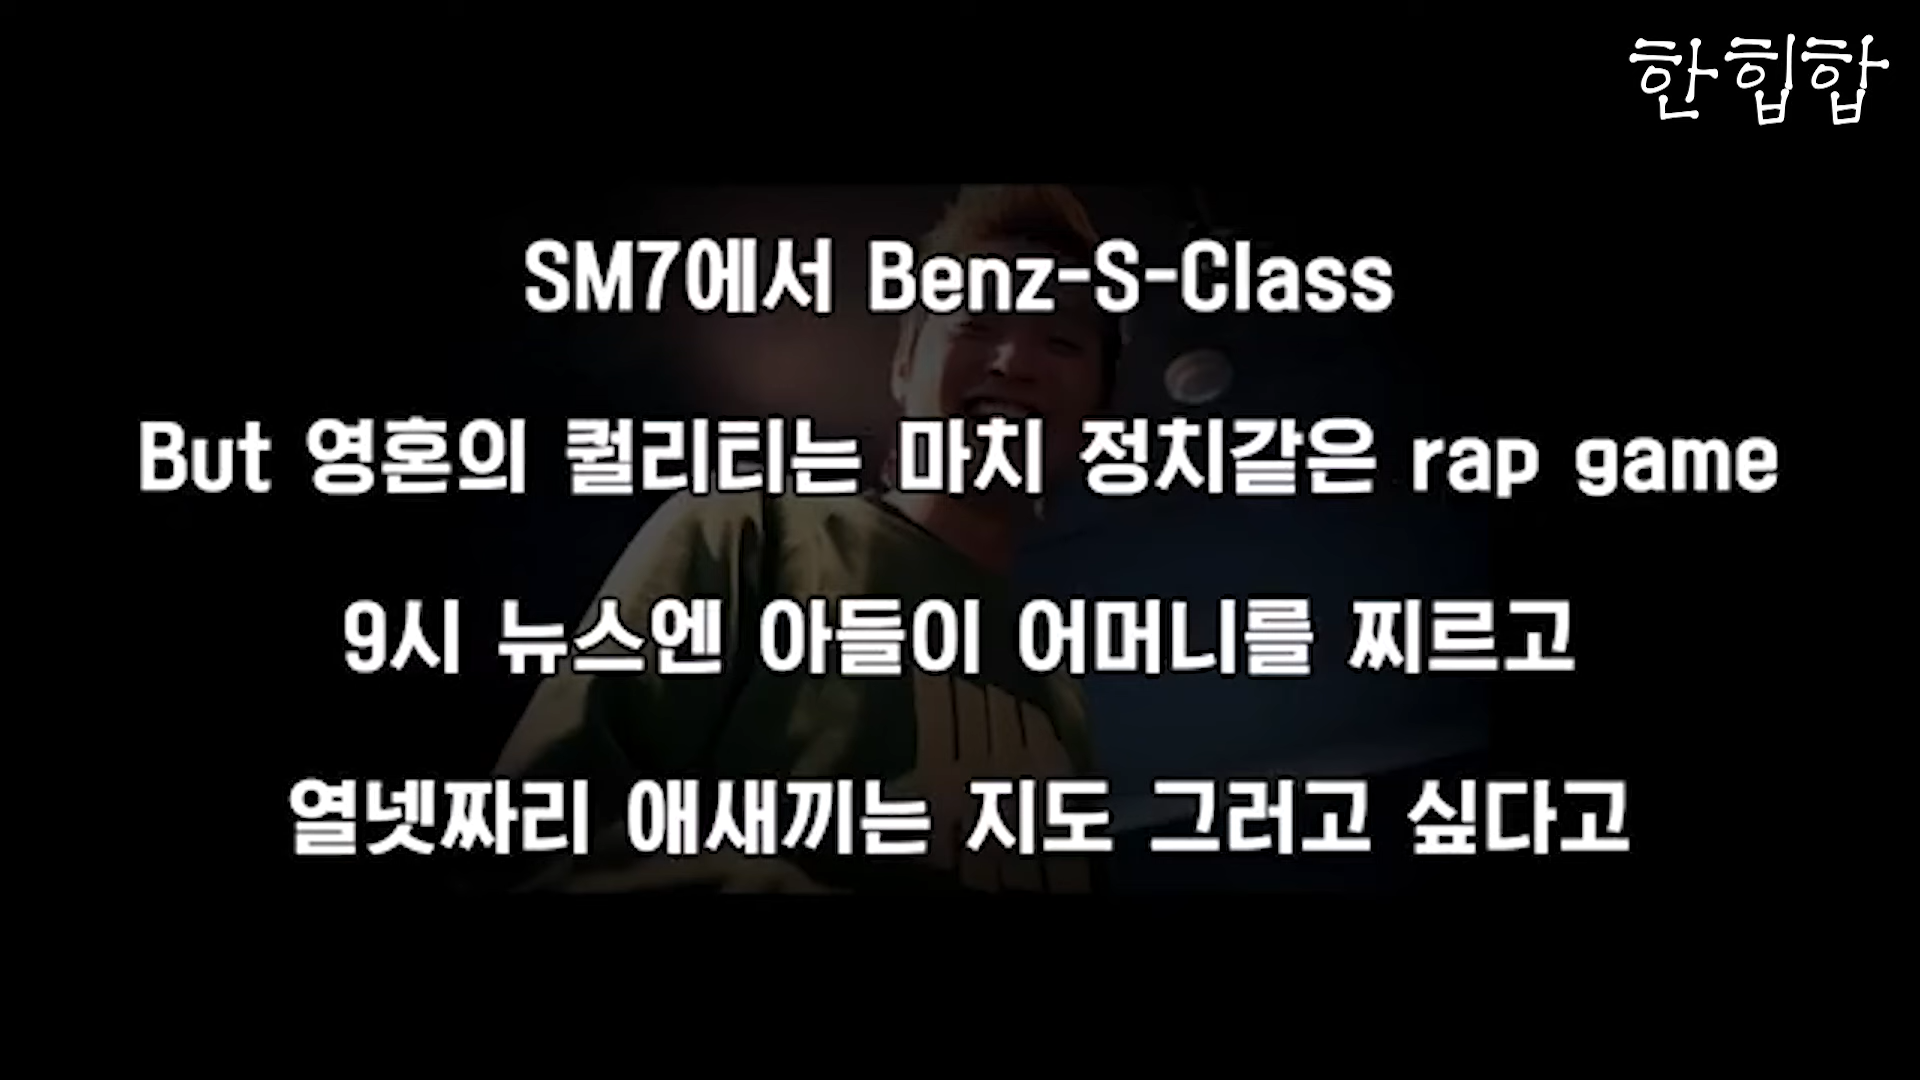 한힙합
SM7에서 Benz-S-Class
But 영혼의 퀄리티는 마치 정치같은 rap game
9시 뉴스엔 아들이 어머니를 찌르고
열넷짜리 애새끼는 지도 그러고 싶다고